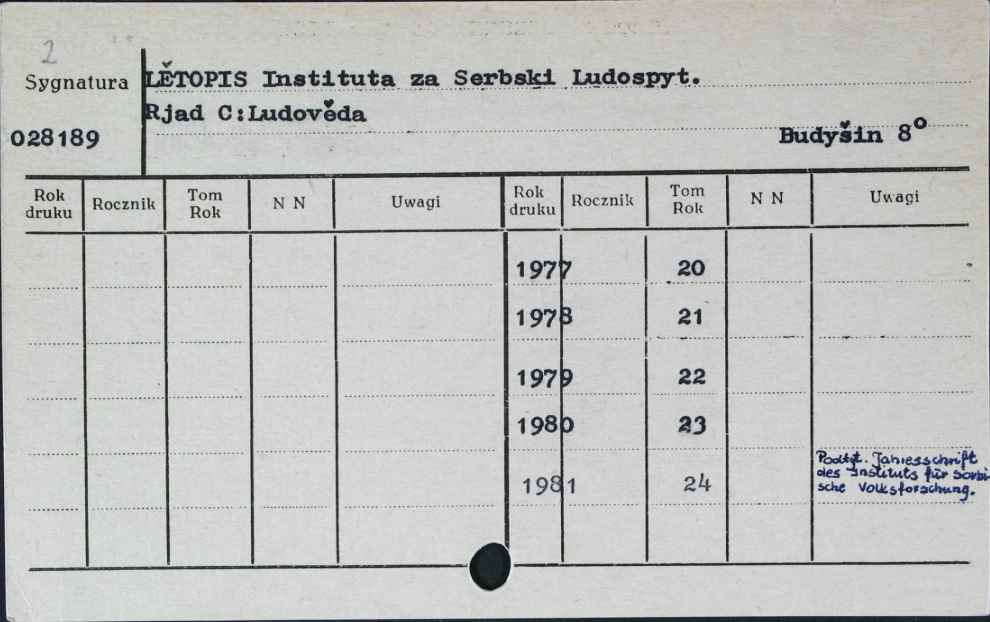 2
Sygnatura LĚTOPIS Instituta za Serbski Ludospyt.
Rjad C:Ludověda
028189 Budyšin 8°
Rok druku Rocznik Tom Rok N N Uwagi Rok druku Rocznik Tom Rok N N Uwagi
1977 20
1978 21
1979 22
1980 23
1981 24
Podtyt. Jahresschrift
des Instituts für sorbi-
sche Volksforschung.